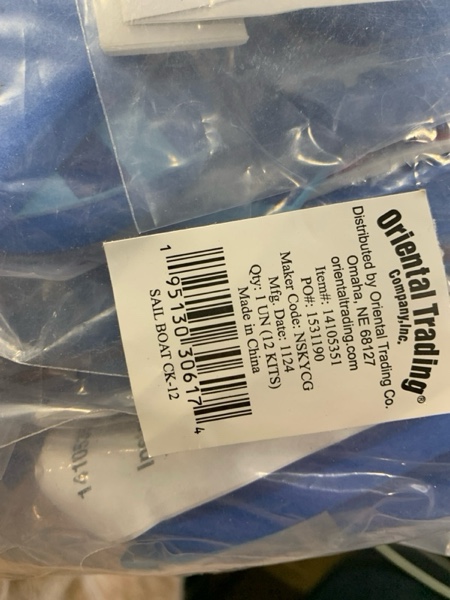 Oriental Trading®
Company, Inc.
Distributed by Oriental Trading Co.
Omaha, NE 68127
orientaltrading.com
Item#: 14105351
PO#: 1531190
Maker Code: NSKYCG
Mfg. Date: 1124
Qty: 1 UN (12 KITS)
Made in China
1 95130 30617 4
SAIL BOAT CK-12